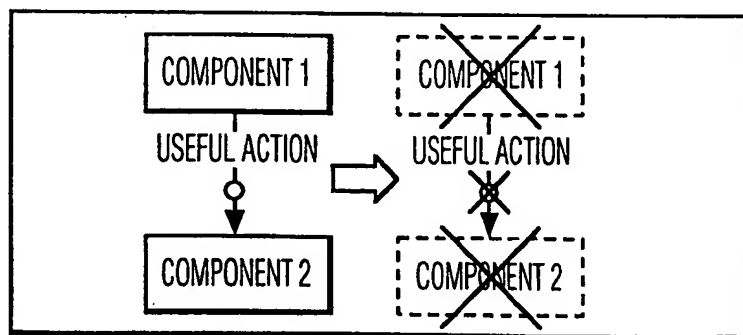 COMPONENT 1
USEFUL ACTION
COMPONENT 2
COMPONENT 1
USEFUL ACTION
COMPONENT 2